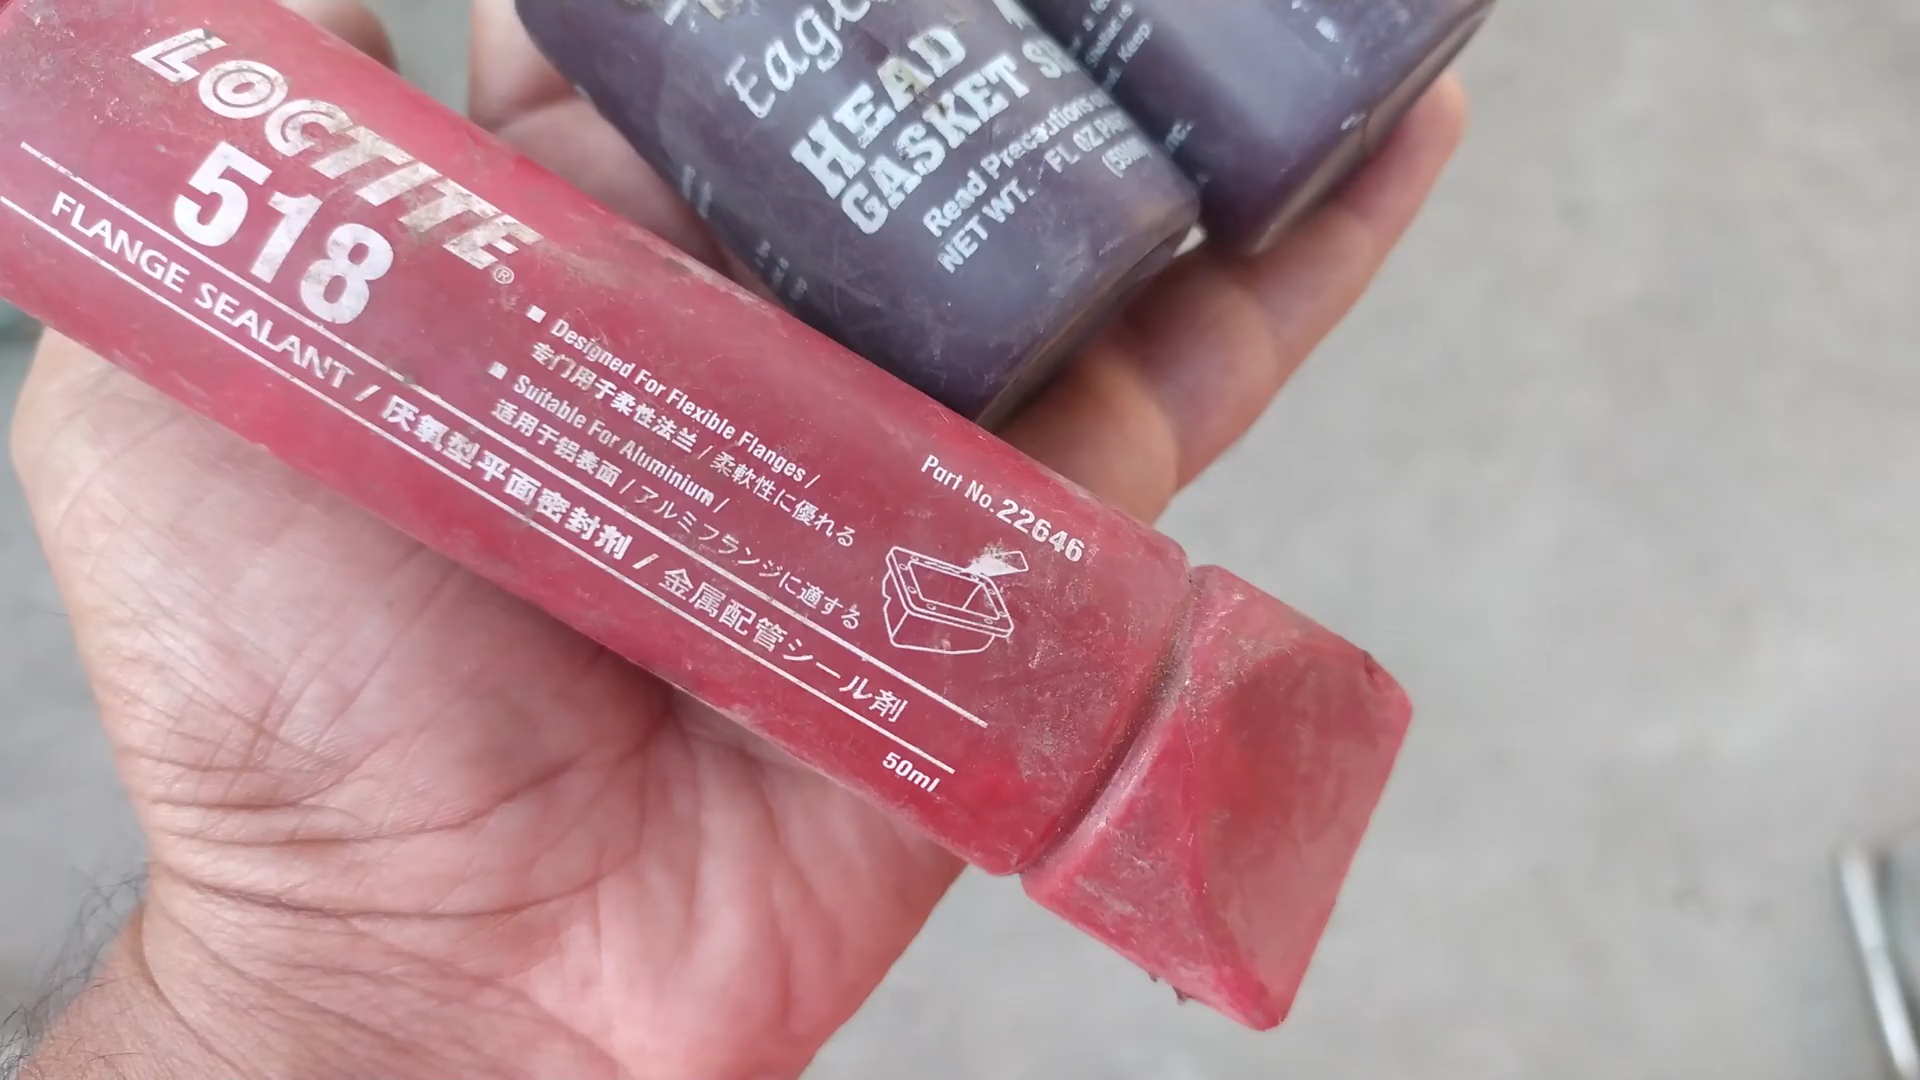 LOCTITE®
518
FLANGE SEALANT / 厌氧型平面密封剂 / 金属配管シール剤
■ Designed For Flexible Flanges /
专门用于柔性法兰 / 柔軟性に優れる
■ Suitable For Aluminium /
适用于铝表面 / アルミフランジに適する
Part No. 22646
50ml
HEAD
GASKET
Read Precautions
NET WT. FL OZ
Keep